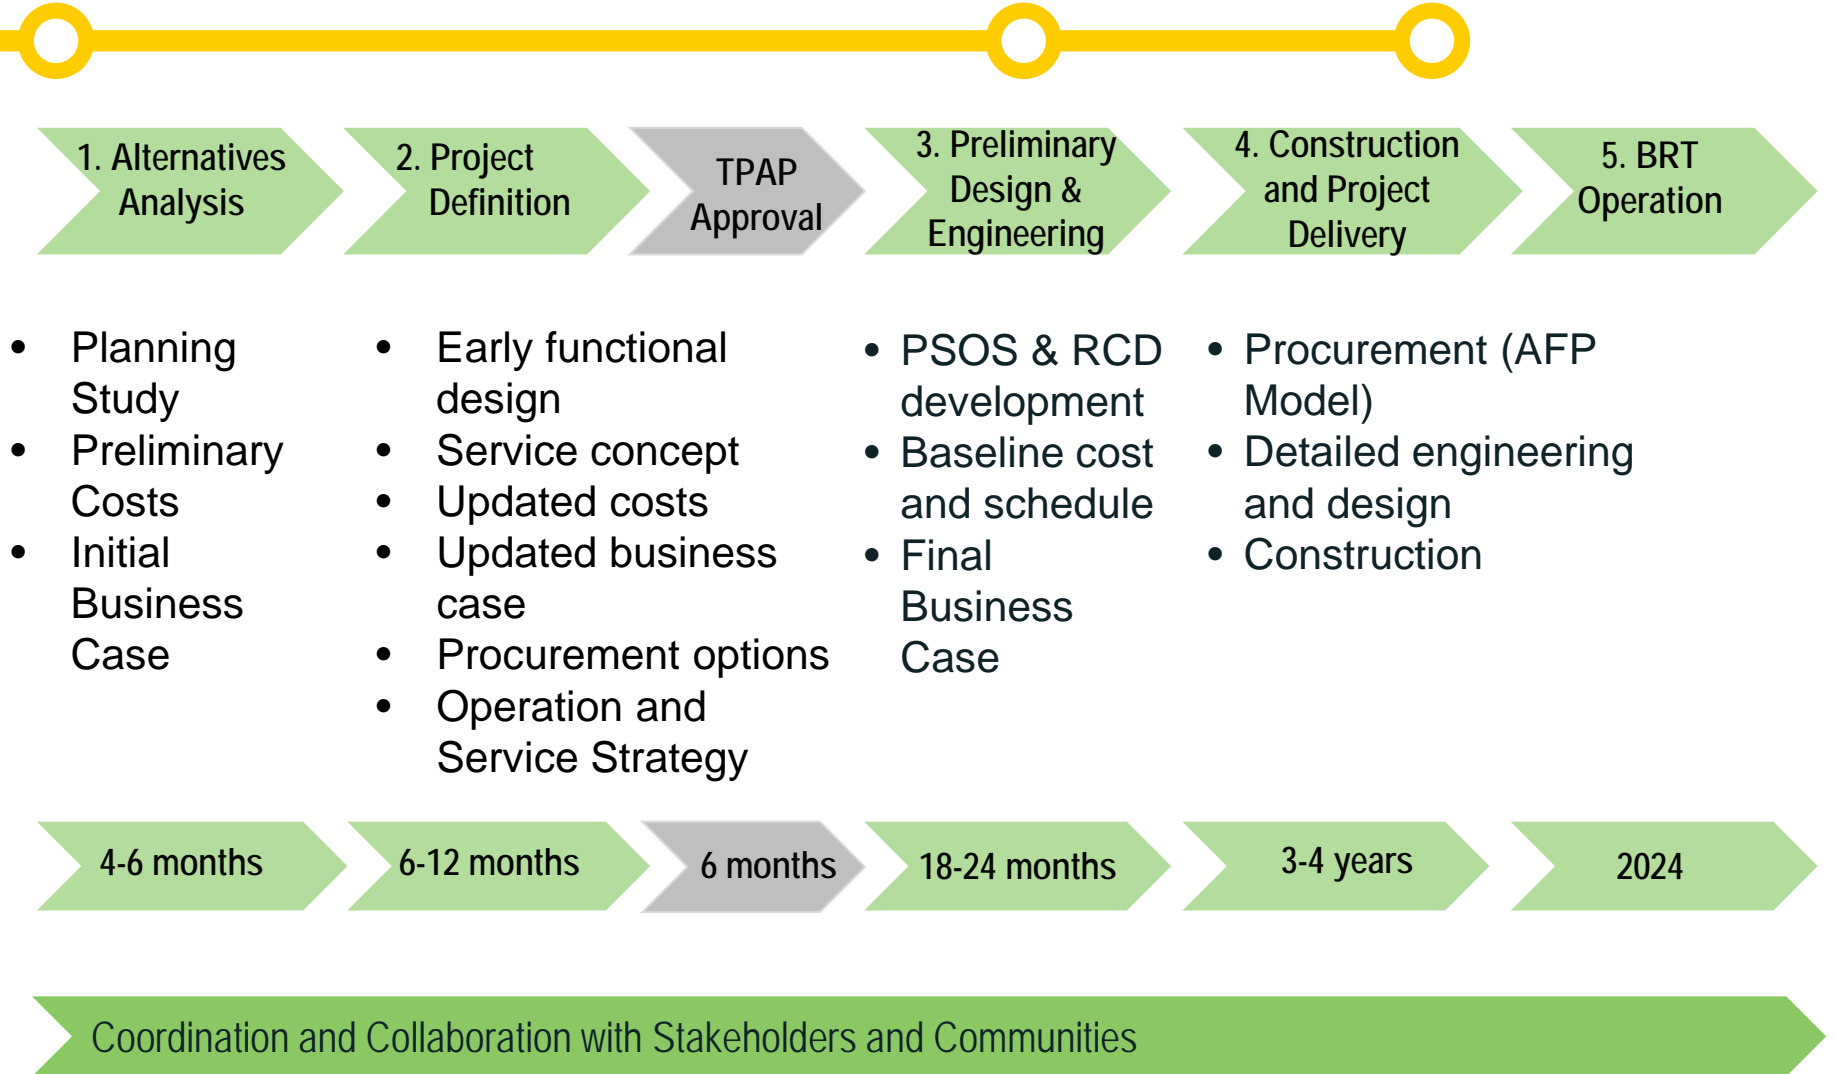 1. Alternatives
Analysis
2. Project
Definition
TPAP
Approval
3. Preliminary
Design &
Engineering
4. Construction
and Project
Delivery
5. BRT
Operation
• Planning
Study
• Preliminary
Costs
• Initial
Business
Case
• Early functional
design
• Service concept
• Updated costs
• Updated business
case
• Procurement options
• Operation and
Service Strategy
• PSOS & RCD
development
• Baseline cost
and schedule
• Final
Business
Case
• Procurement (AFP
Model)
• Detailed engineering
and design
• Construction
4-6 months
6-12 months
6 months
18-24 months
3-4 years
2024
Coordination and Collaboration with Stakeholders and Communities